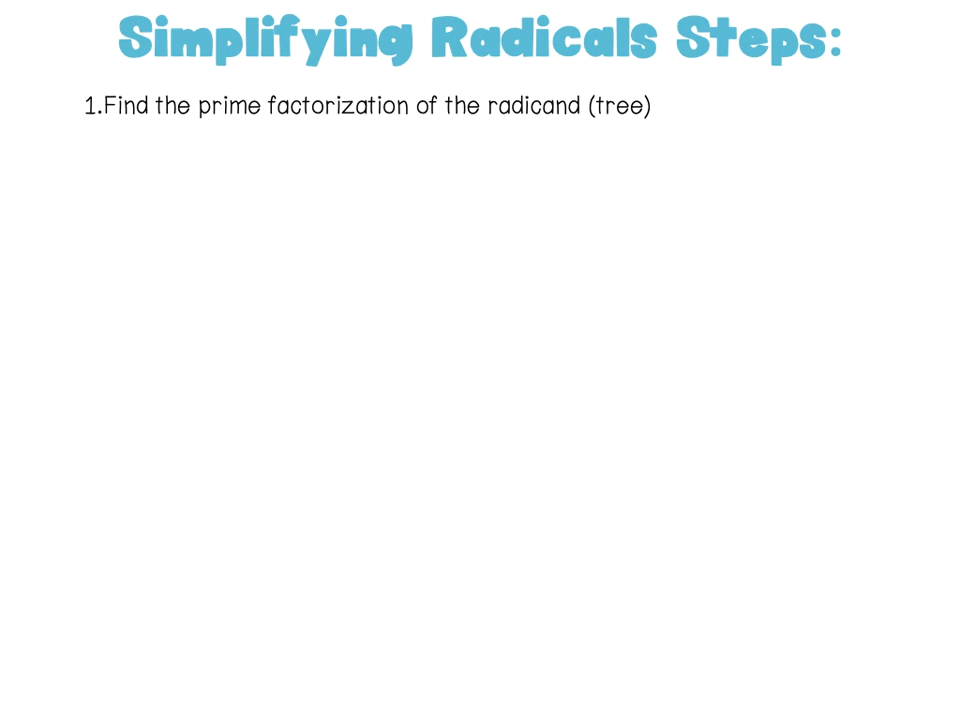 Simplifying Radicals Steps:
1.Find the prime factorization of the radicand (tree)